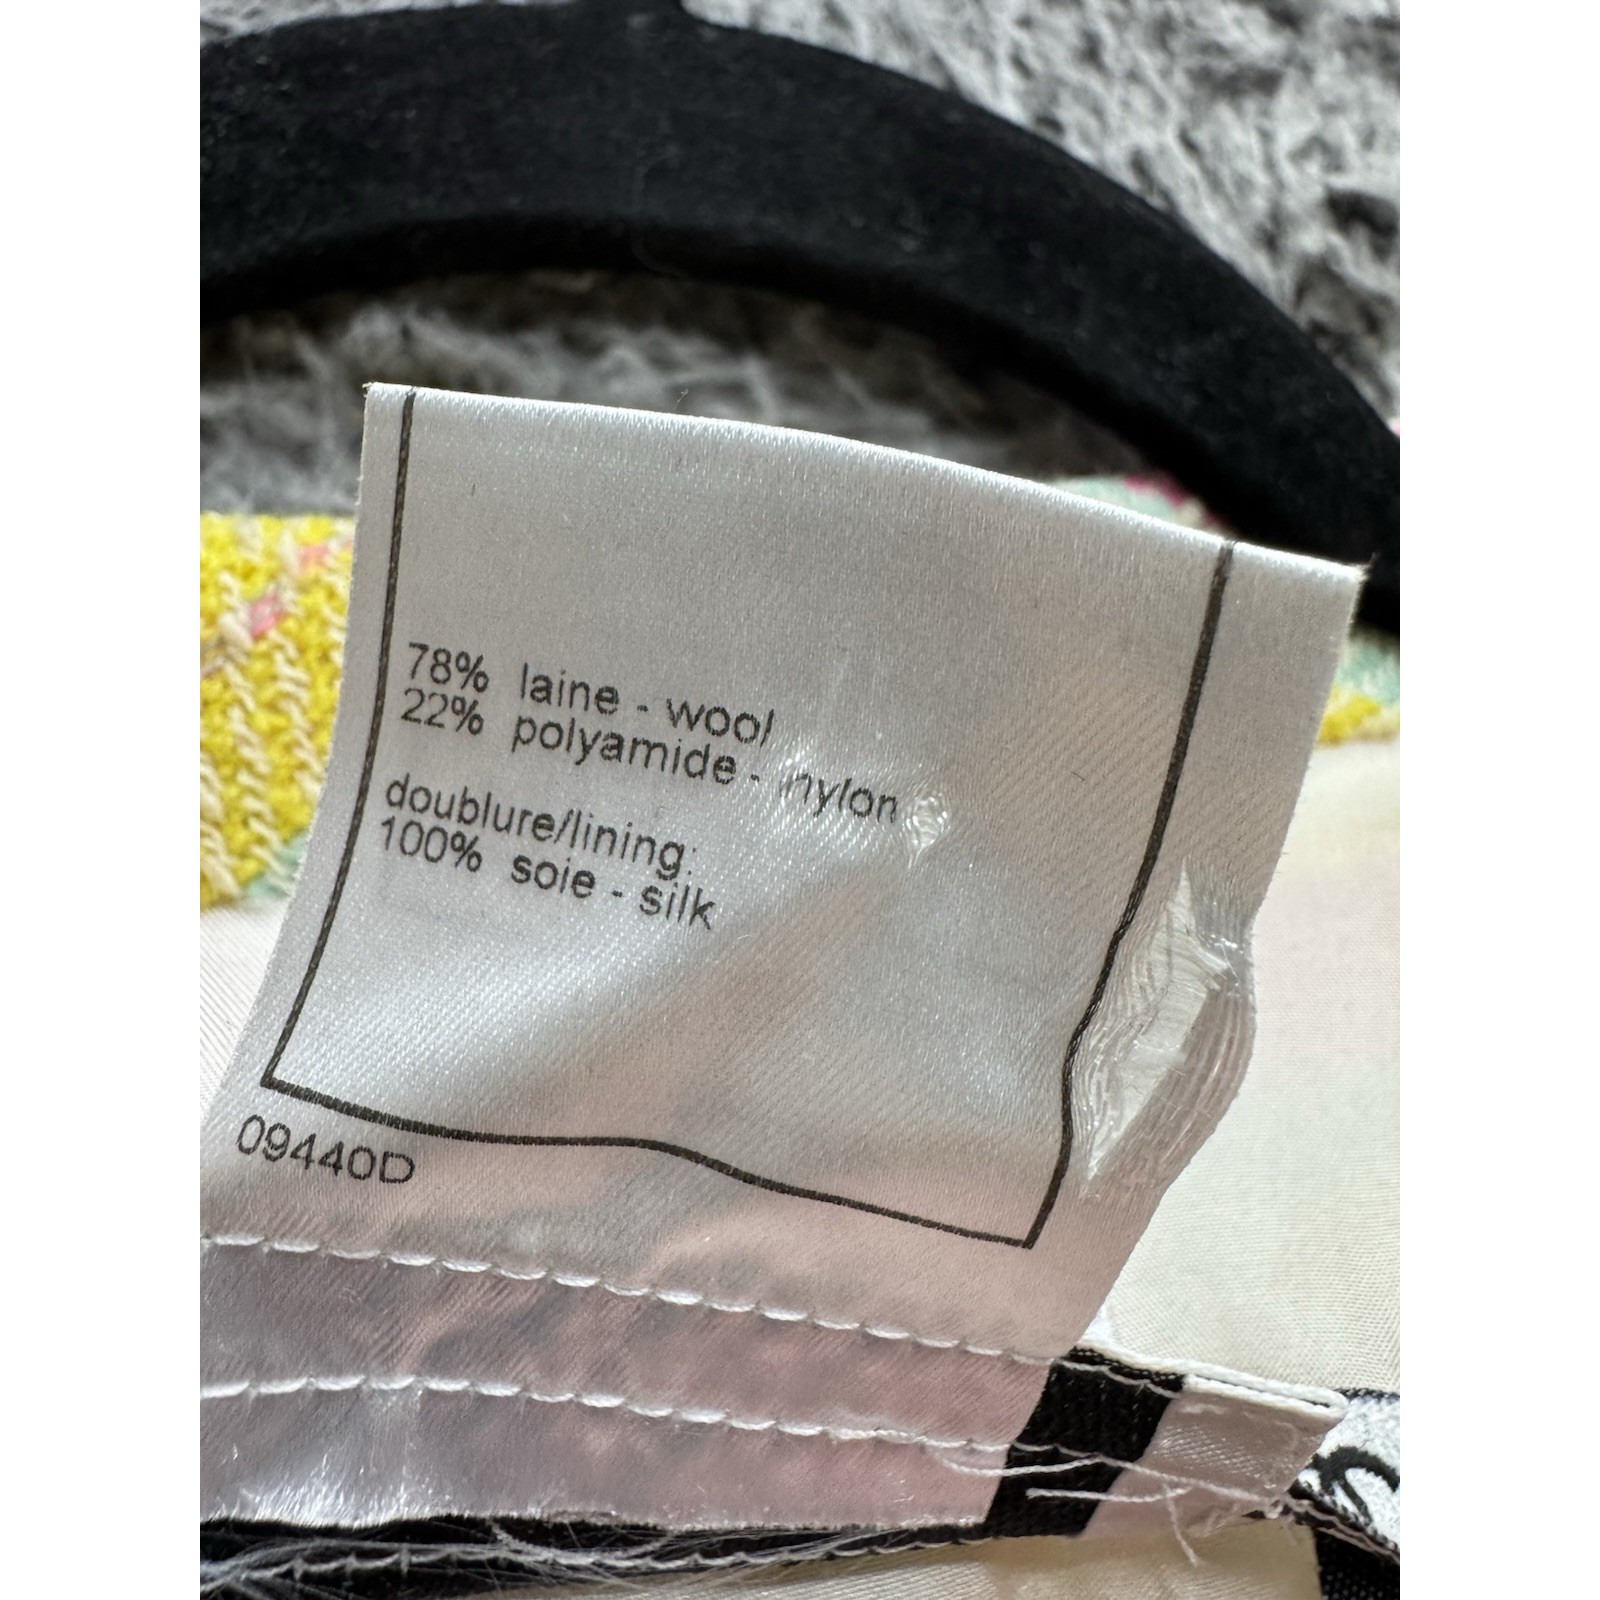 78% laine - wool
22% polyamide - nylon
doublure/lining:
100% soie - silk
09440D